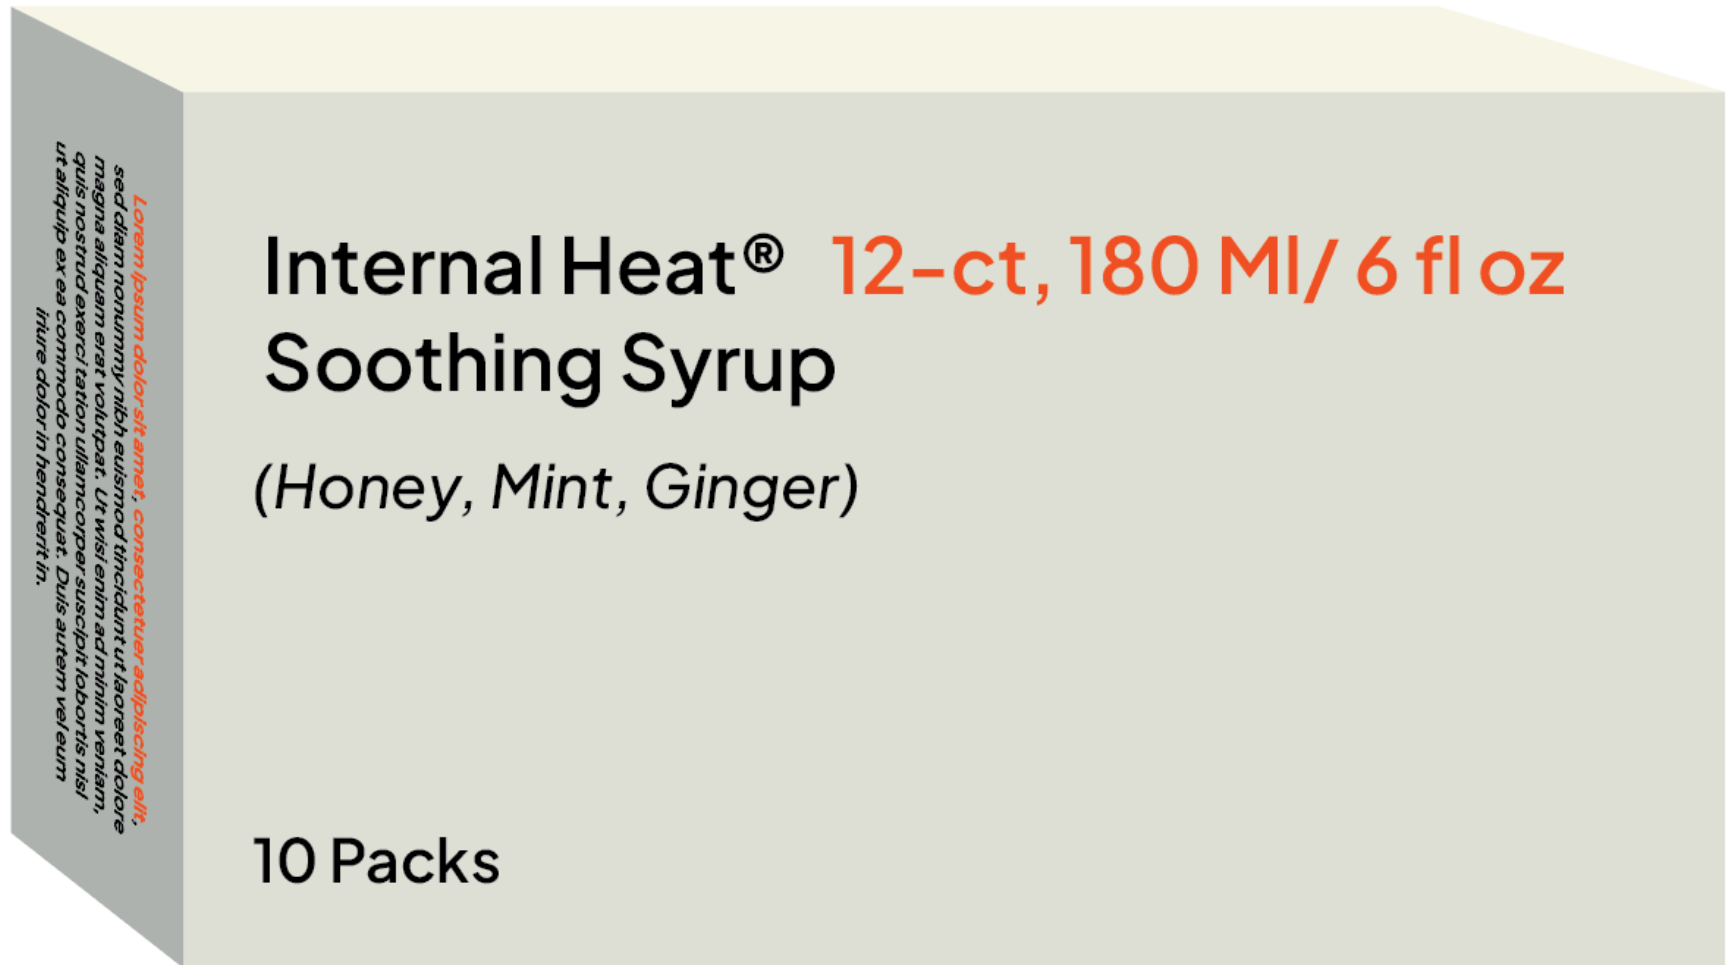 Internal Heat® 12-ct, 180 Ml/ 6 fl oz
Soothing Syrup
(Honey, Mint, Ginger)
10 Packs
Lorem ipsum dolor sit amet, consectetuer adipiscing elit,
sed diam nonummy nibh euismod tincidunt ut laoreet dolore
magna aliquam erat volutpat. Ut wisi enim ad minim veniam,
quis nostrud exerci tation ullamcorper suscipit lobortis nisl
ut aliquip ex ea commodo consequat. Duis autem vel eum
iriure dolor in hendrerit in.